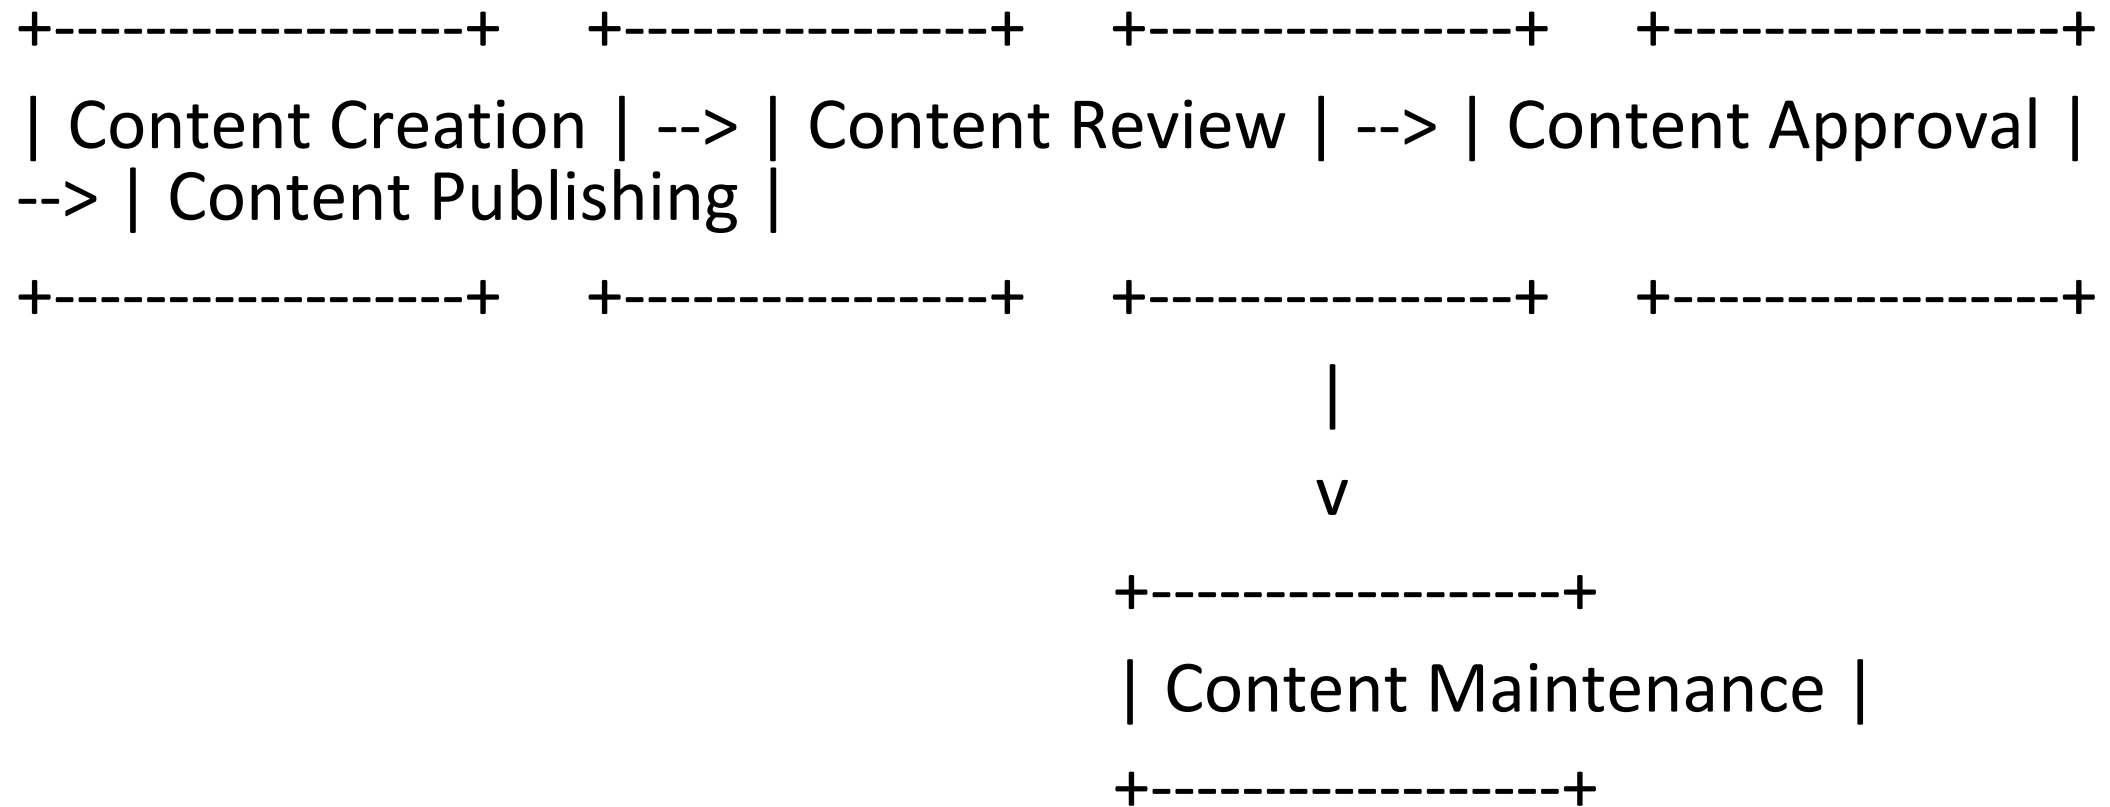 +------------------+ +----------------+ +----------------+ +-----------------+
| Content Creation | --> | Content Review | --> | Content Approval |
--> | Content Publishing |
+------------------+ +----------------+ +----------------+ +-----------------+
|
v
+------------------+
| Content Maintenance |
+------------------+